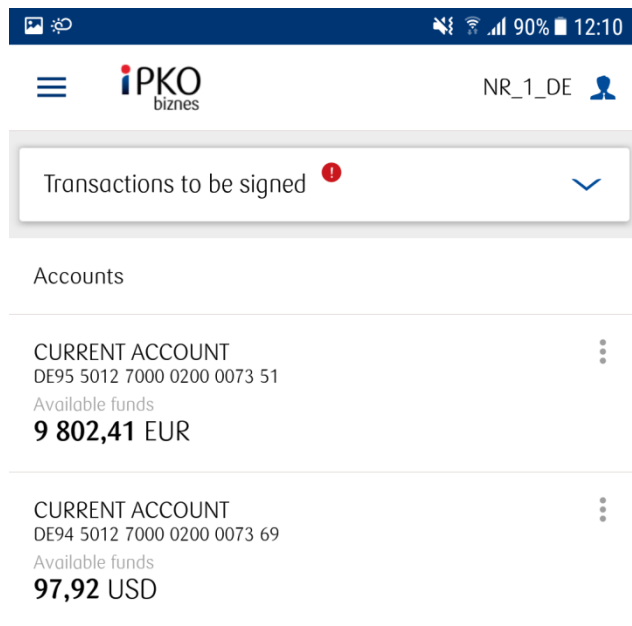 90% 12:10
iPKO
biznes
NR_1_DE
Transactions to be signed
Accounts
CURRENT ACCOUNT
DE95 5012 7000 0200 0073 51
Available funds
9 802,41 EUR
CURRENT ACCOUNT
DE94 5012 7000 0200 0073 69
Available funds
97,92 USD